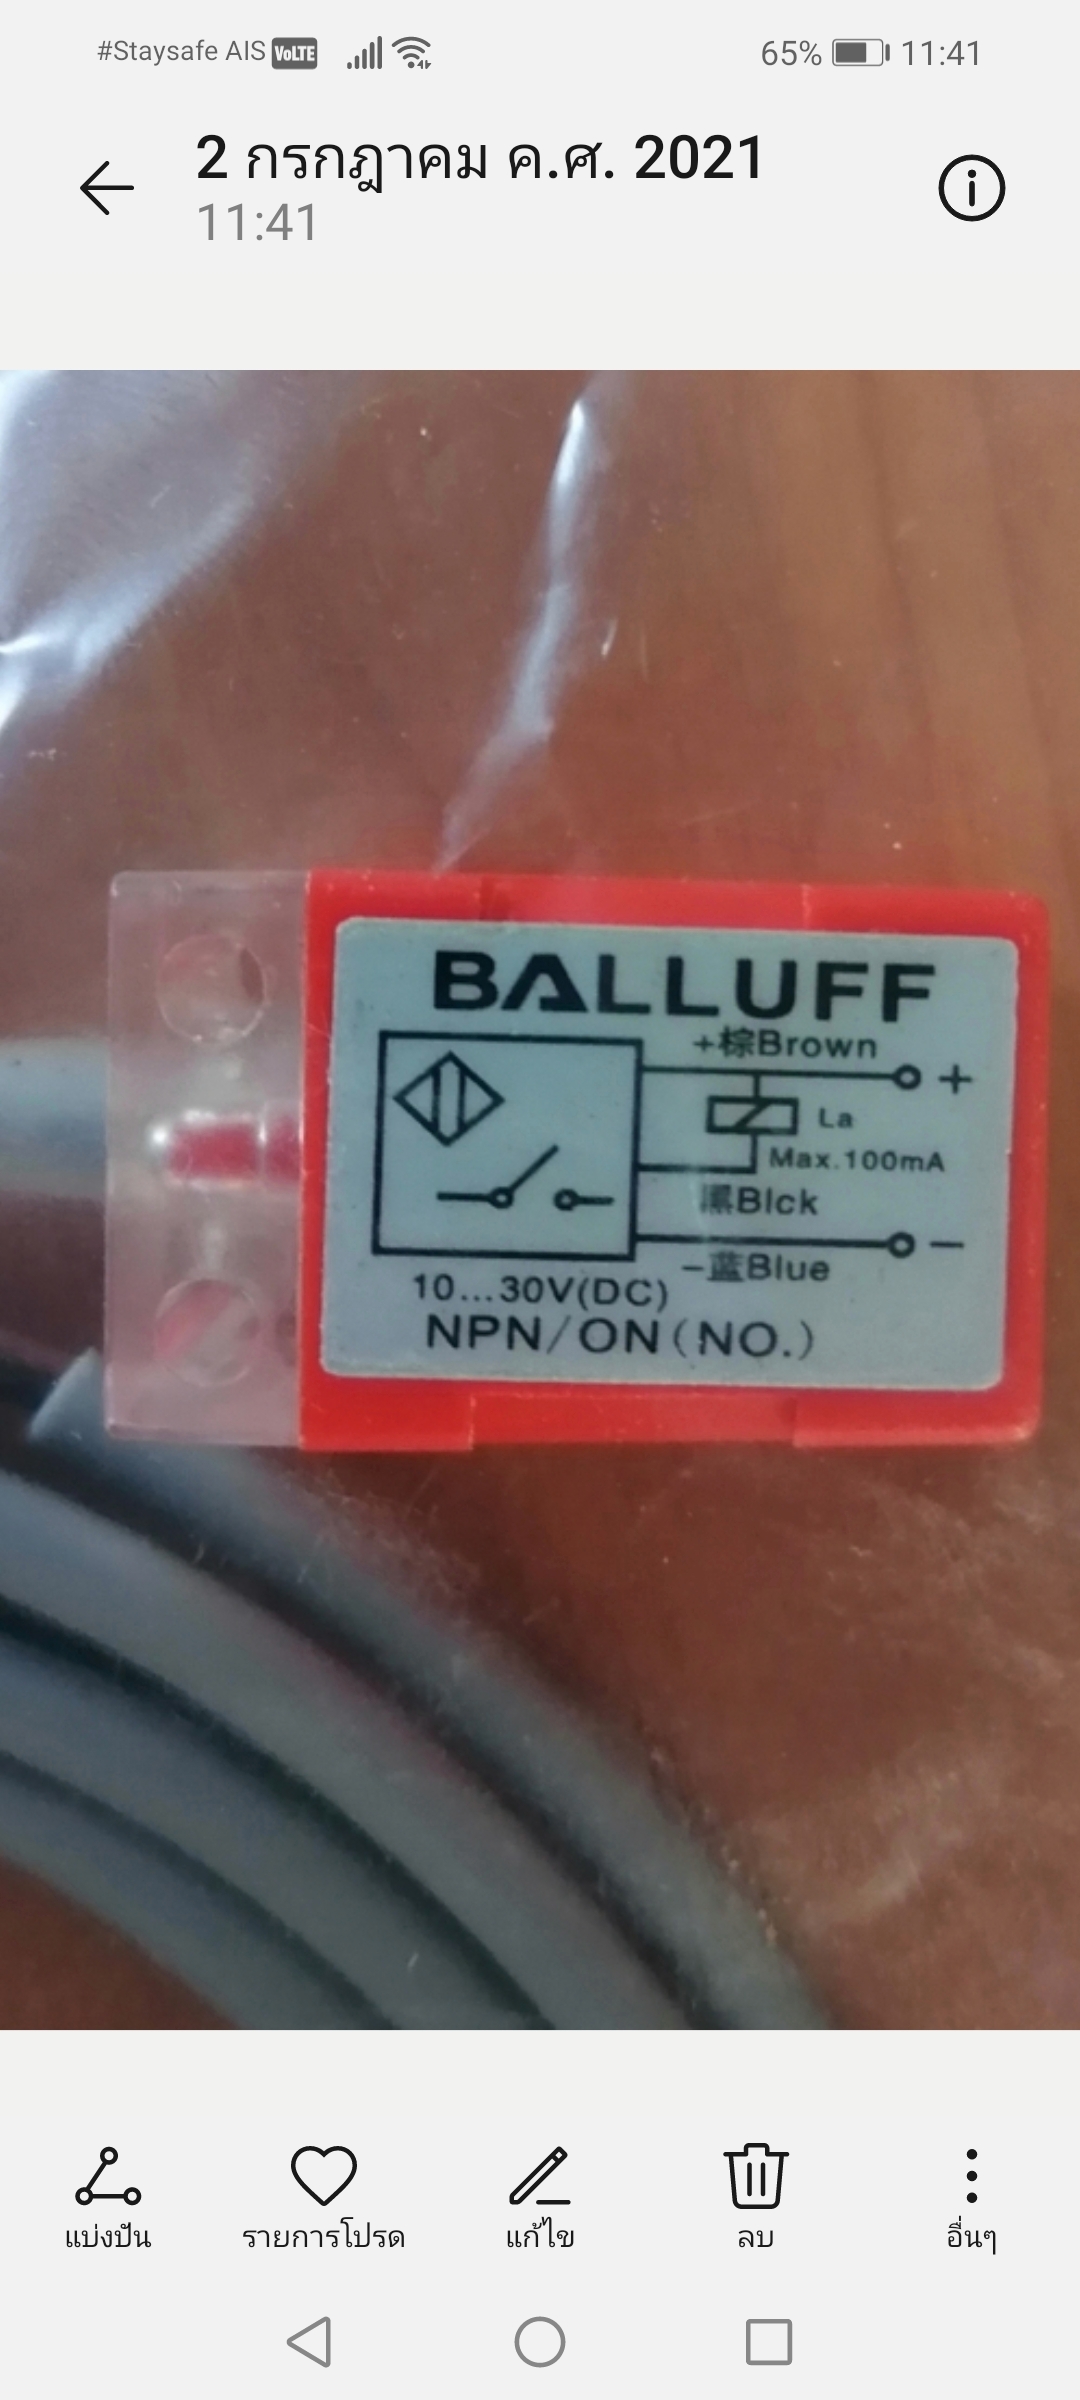 #Staysafe AIS VoLTE 65% 11:41
2 กรกฎาคม ค.ศ. 2021
11:41
BALLUFF
+棕Brown
+
La
Max.100mA
黑Blck
−
−蓝Blue
10...30V(DC)
NPN/ON(NO.)
แบ่งปัน รายการโปรด แก้ไข ลบ อื่นๆ